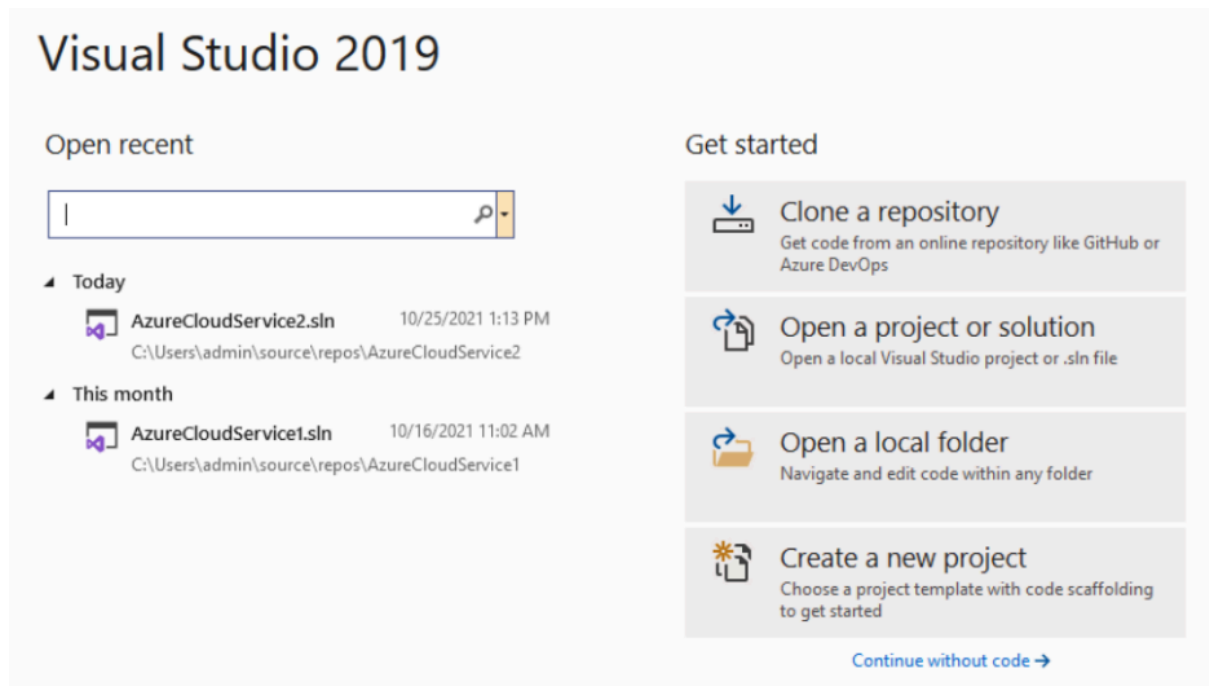 Visual Studio 2019
Open recent
Today
AzureCloudService2.sln 10/25/2021 1:13 PM
C:\Users\admin\source\repos\AzureCloudService2
This month
AzureCloudService1.sln 10/16/2021 11:02 AM
C:\Users\admin\source\repos\AzureCloudService1
Get started
Clone a repository
Get code from an online repository like GitHub or
Azure DevOps
Open a project or solution
Open a local Visual Studio project or .sln file
Open a local folder
Navigate and edit code within any folder
Create a new project
Choose a project template with code scaffolding
to get started
Continue without code →